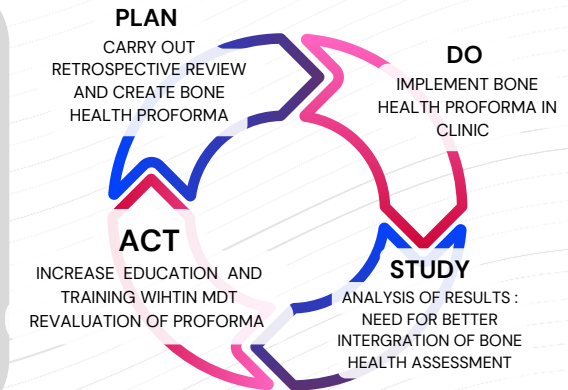 PLAN
CARRY OUT
RETROSPECTIVE REVIEW
AND CREATE BONE
HEALTH PROFORMA
DO
IMPLEMENT BONE
HEALTH PROFORMA IN
CLINIC
STUDY
ANALYSIS OF RESULTS :
NEED FOR BETTER
INTERGRATION OF BONE
HEALTH ASSESSMENT
ACT
INCREASE EDUCATION AND
TRAINING WIHTIN MDT
REVALUATION OF PROFORMA